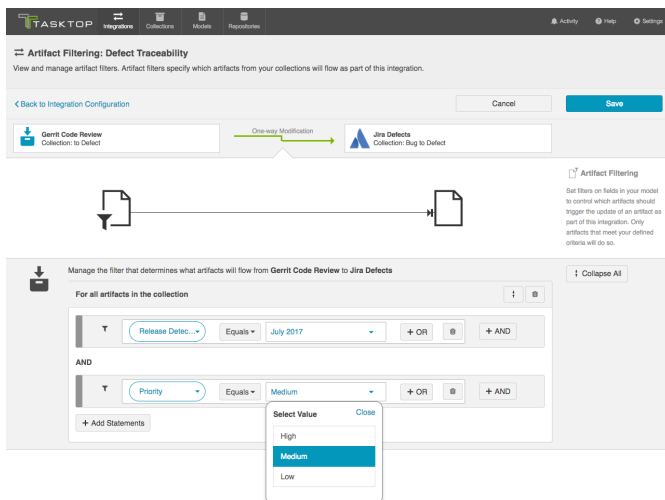 TASKTOP
Integrations
Collections
Models
Repositories
Activity
Help
Settings
Artifact Filtering: Defect Traceability
View and manage artifact filters. Artifact filters specify which artifacts from your collections will flow as part of this integration.
Back to Integration Configuration
Cancel
Save
Gerrit Code Review
Collection: to Defect
One-way Modification
Jira Defects
Collection: Bug to Defect
Artifact Filtering
Set filters on fields in your model
to control which artifacts should
trigger the update of an artifact as
part of this integration. Only
artifacts that meet your defined
criteria will do so.
Manage the filter that determines what artifacts will flow from Gerrit Code Review to Jira Defects
Collapse All
For all artifacts in the collection
Release Detec... Equals July 2017 + OR + AND
AND
Priority Equals Medium + OR + AND
+ Add Statements
Select Value Close
High
Medium
Low